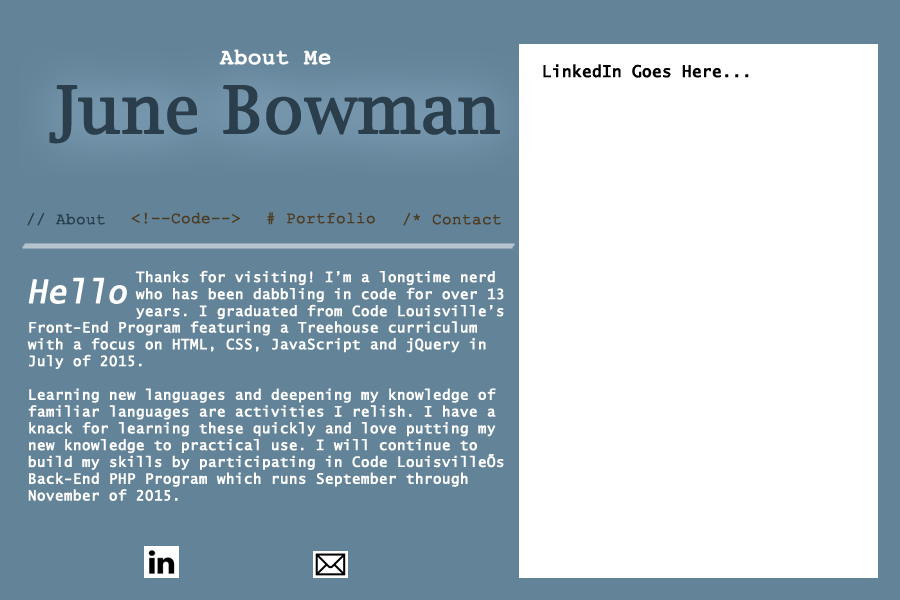 About Me
June Bowman
// About <!--Code--> # Portfolio /* Contact
Hello Thanks for visiting! I'm a longtime nerd
who has been dabbling in code for over 13
years. I graduated from Code Louisville's
Front-End Program featuring a Treehouse curriculum
with a focus on HTML, CSS, JavaScript and jQuery in
July of 2015.
Learning new languages and deepening my knowledge of
familiar languages are activities I relish. I have a
knack for learning these quickly and love putting my
new knowledge to practical use. I will continue to
build my skills by participating in Code LouisvilleÕs
Back-End PHP Program which runs September through
November of 2015.
in
LinkedIn Goes Here...